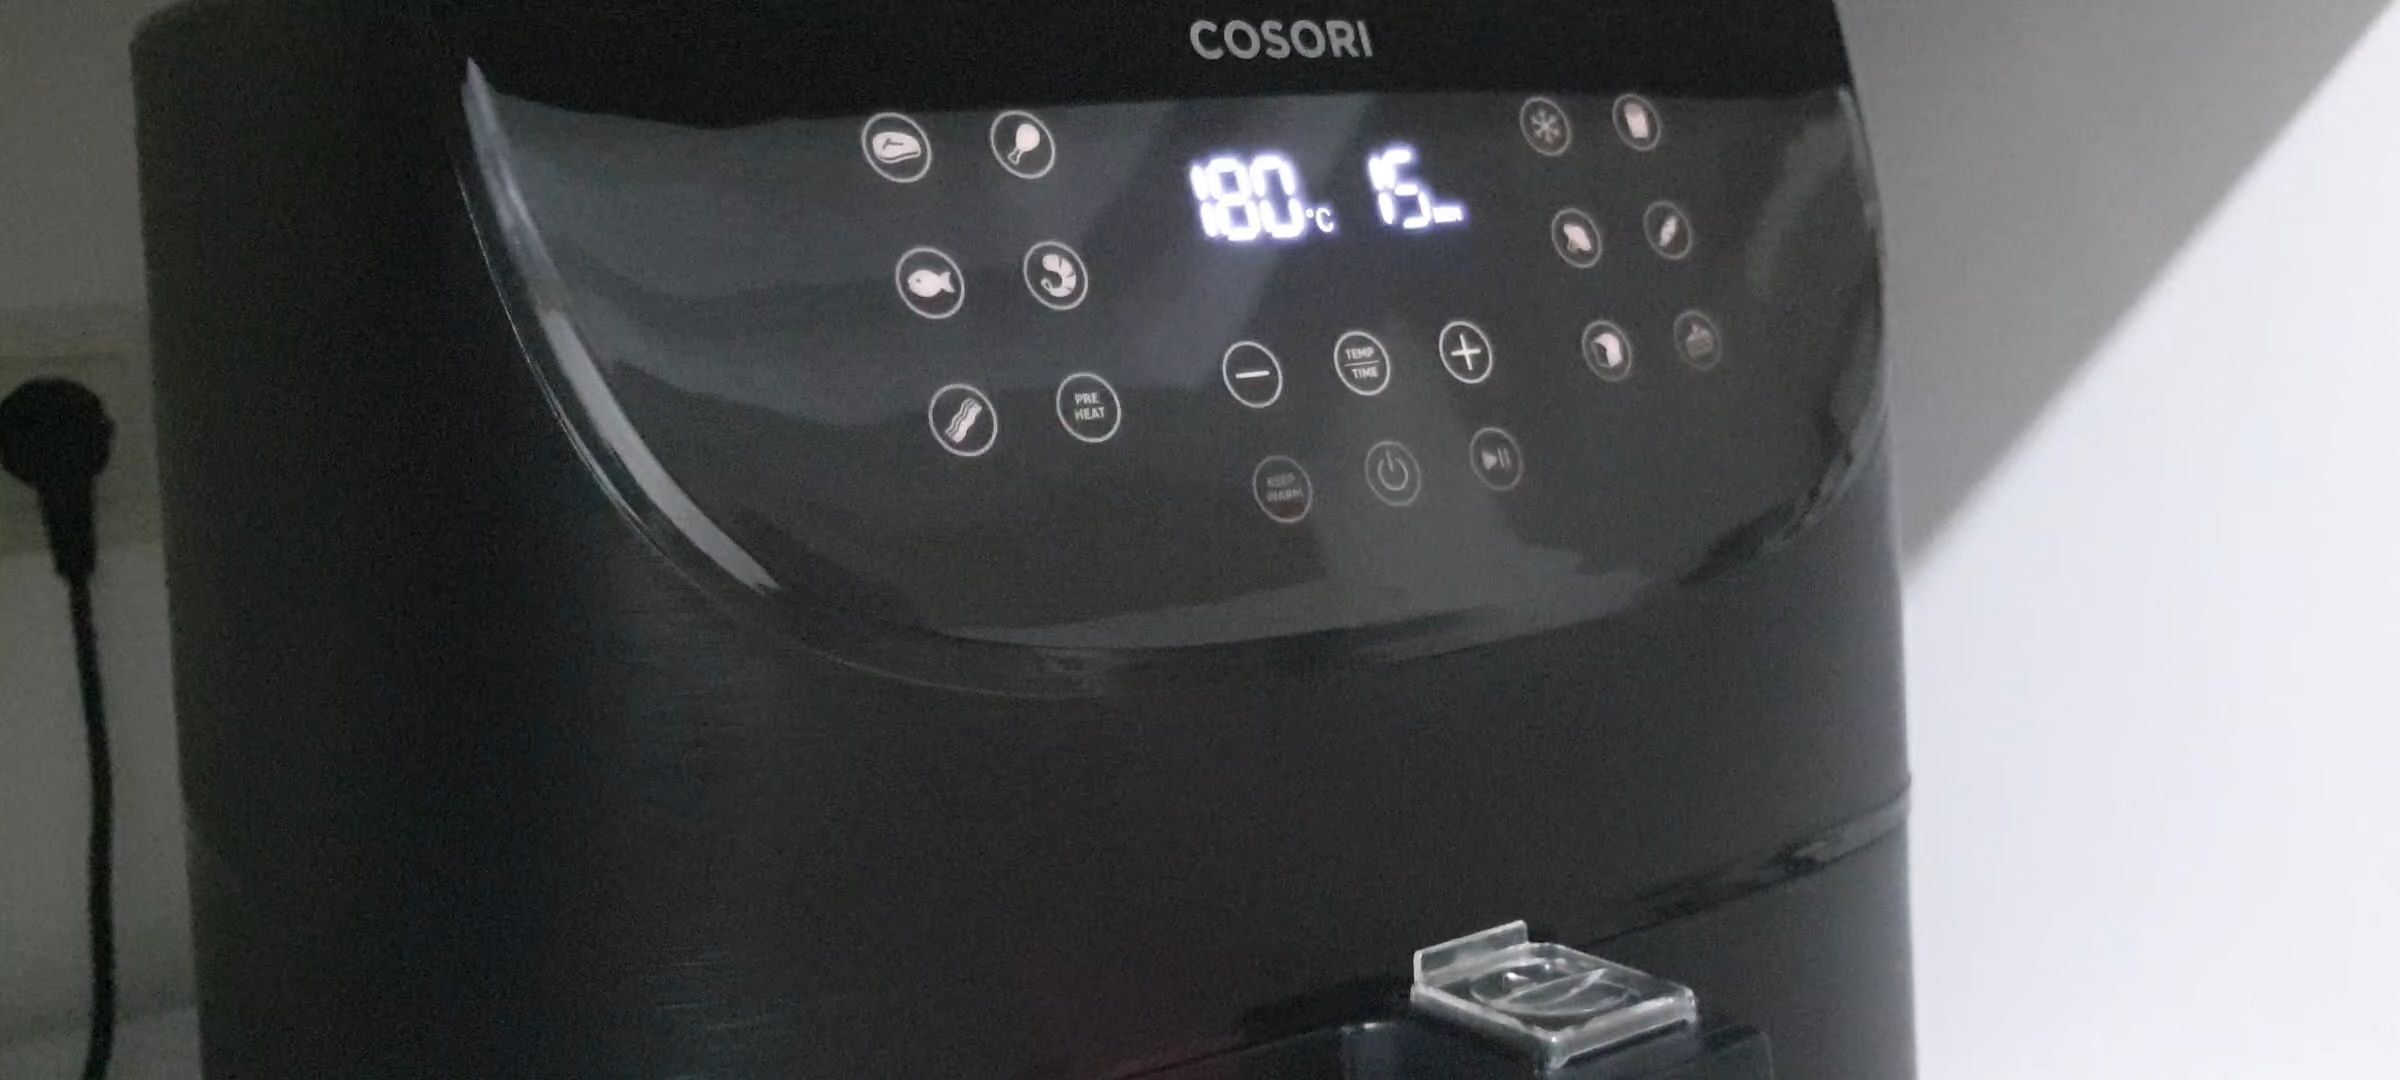 COSORI
180°C 15MIN
TEMP
TIME
PRE
HEAT
KEEP
WARM